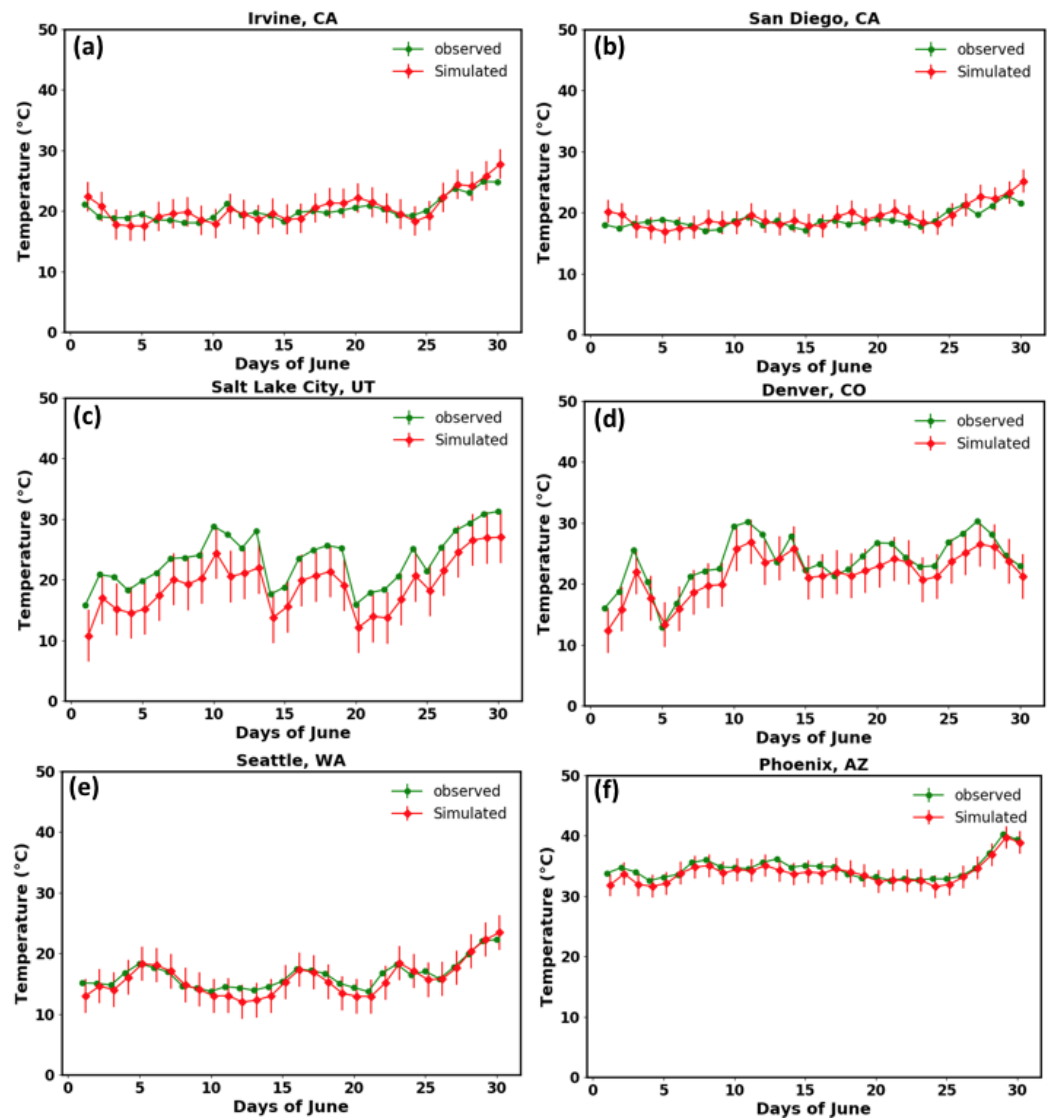 Irvine, CA
(a)
observed
Simulated
Temperature (°C)
50
40
30
20
10
0
0 5 10 15 20 25 30
Days of June
San Diego, CA
(b)
observed
Simulated
Temperature (°C)
50
40
30
20
10
0
0 5 10 15 20 25 30
Days of June
Salt Lake City, UT
(c)
observed
Simulated
Temperature (°C)
50
40
30
20
10
0
0 5 10 15 20 25 30
Days of June
Denver, CO
(d)
observed
Simulated
Temperature (°C)
50
40
30
20
10
0
0 5 10 15 20 25 30
Days of June
Seattle, WA
(e)
observed
Simulated
Temperature (°C)
50
40
30
20
10
0
0 5 10 15 20 25 30
Days of June
Phoenix, AZ
(f)
observed
Simulated
Temperature (°C)
50
40
30
20
10
0
0 5 10 15 20 25 30
Days of June